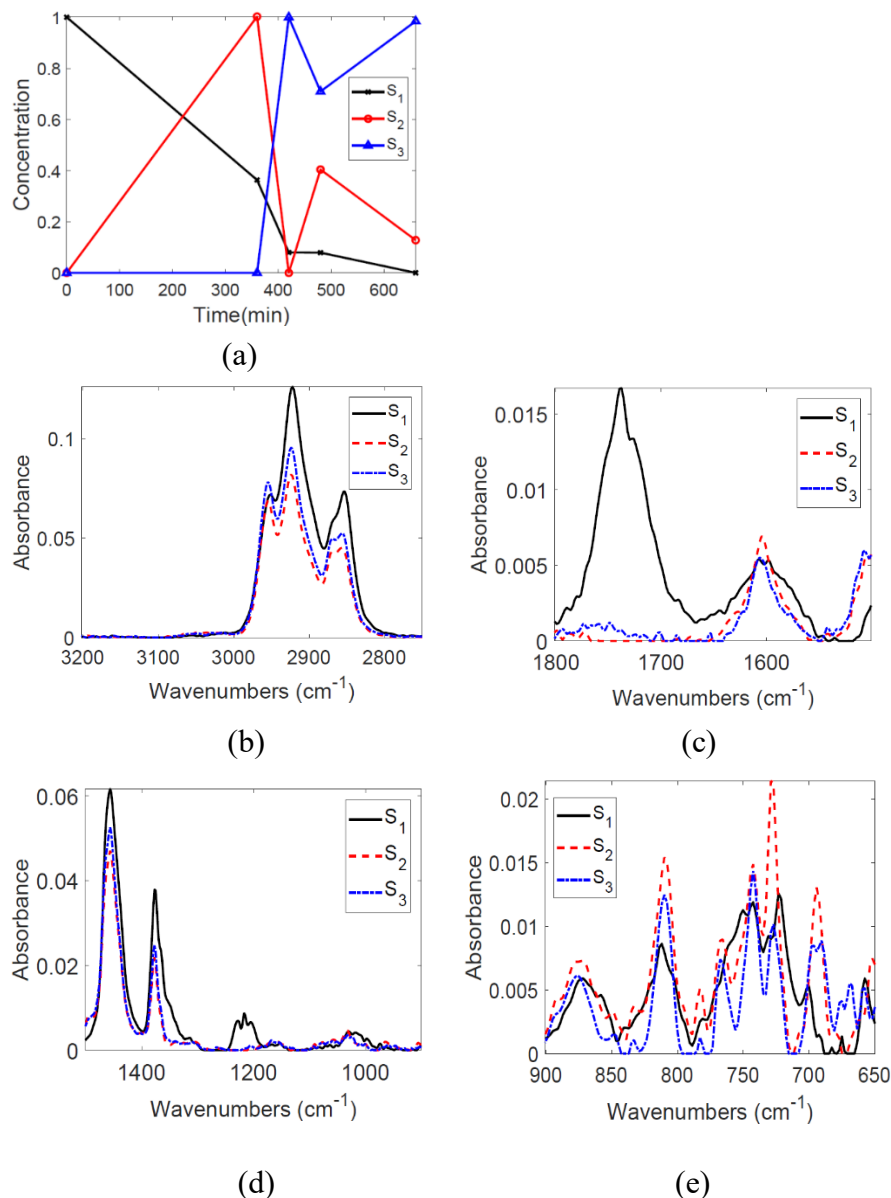 1
0.8
0.6
0.4
0.2
0
Concentration
S1
S2
S3
0 100 200 300 400 500 600
Time(min)
(a)
0.1
0.05
0
Absorbance
S1
S2
S3
3200 3100 3000 2900 2800
Wavenumbers (cm-1)
(b)
0.015
0.01
0.005
0
Absorbance
S1
S2
S3
1800 1700 1600
Wavenumbers (cm-1)
(c)
0.06
0.04
0.02
0
Absorbance
S1
S2
S3
1400 1200 1000
Wavenumbers (cm-1)
(d)
0.02
0.015
0.01
0.005
0
Absorbance
S1
S2
S3
900 850 800 750 700 650
Wavenumbers (cm-1)
(e)